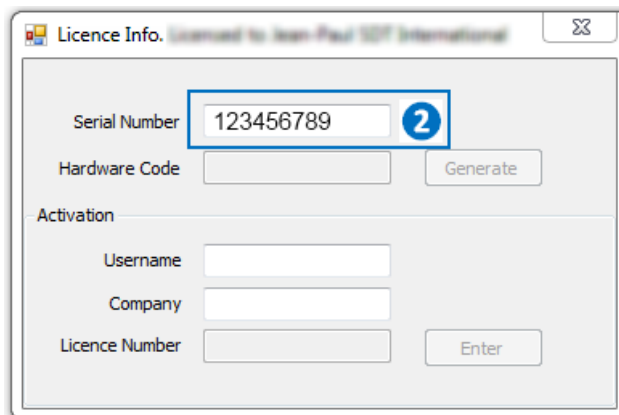 Licence Info.
Serial Number 123456789 2
Hardware Code Generate
Activation
Username
Company
Licence Number Enter